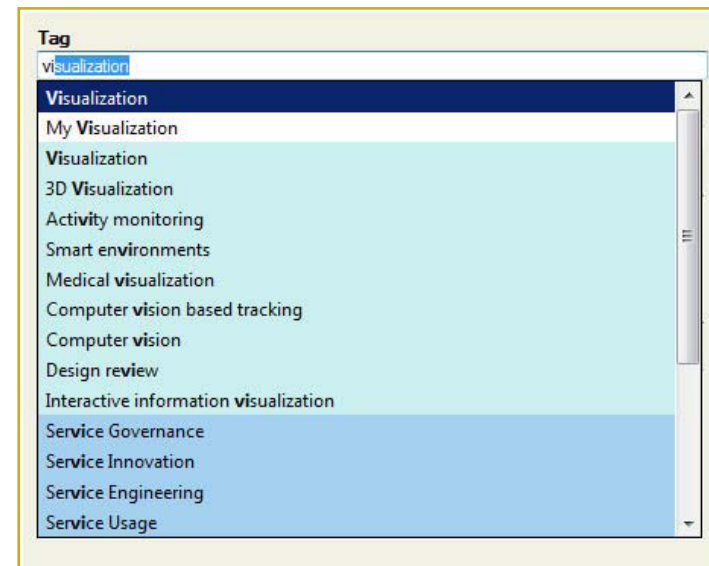 Tag
visualization
Visualization
My Visualization
Visualization
3D Visualization
Activity monitoring
Smart environments
Medical visualization
Computer vision based tracking
Computer vision
Design review
Interactive information visualization
Service Governance
Service Innovation
Service Engineering
Service Usage